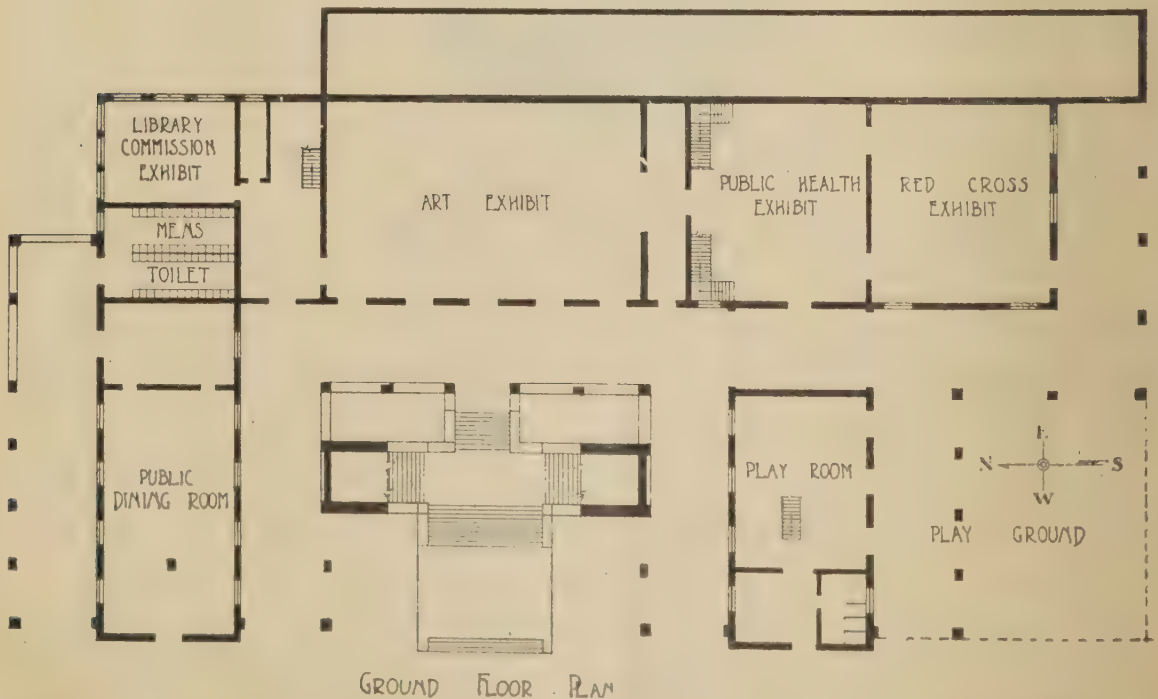 LIBRARY
COMMISSION
EXHIBIT
MENS
TOILET
ART EXHIBIT
PUBLIC HEALTH
EXHIBIT
RED CROSS
EXHIBIT
PUBLIC
DINING ROOM
PLAY ROOM
E
N S
W
PLAY GROUND
GROUND FLOOR PLAN